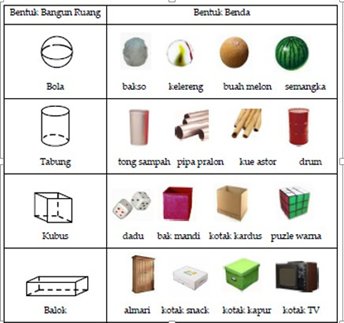 Bentuk Bangun Ruang Bentuk Benda
Bola bakso kelereng buah melon semangka
Tabung tong sampah pipa pralon kue astor drum
Kubus dadu bak mandi kotak kardus puzle warna
Balok almari kotak snack kotak kapur kotak TV